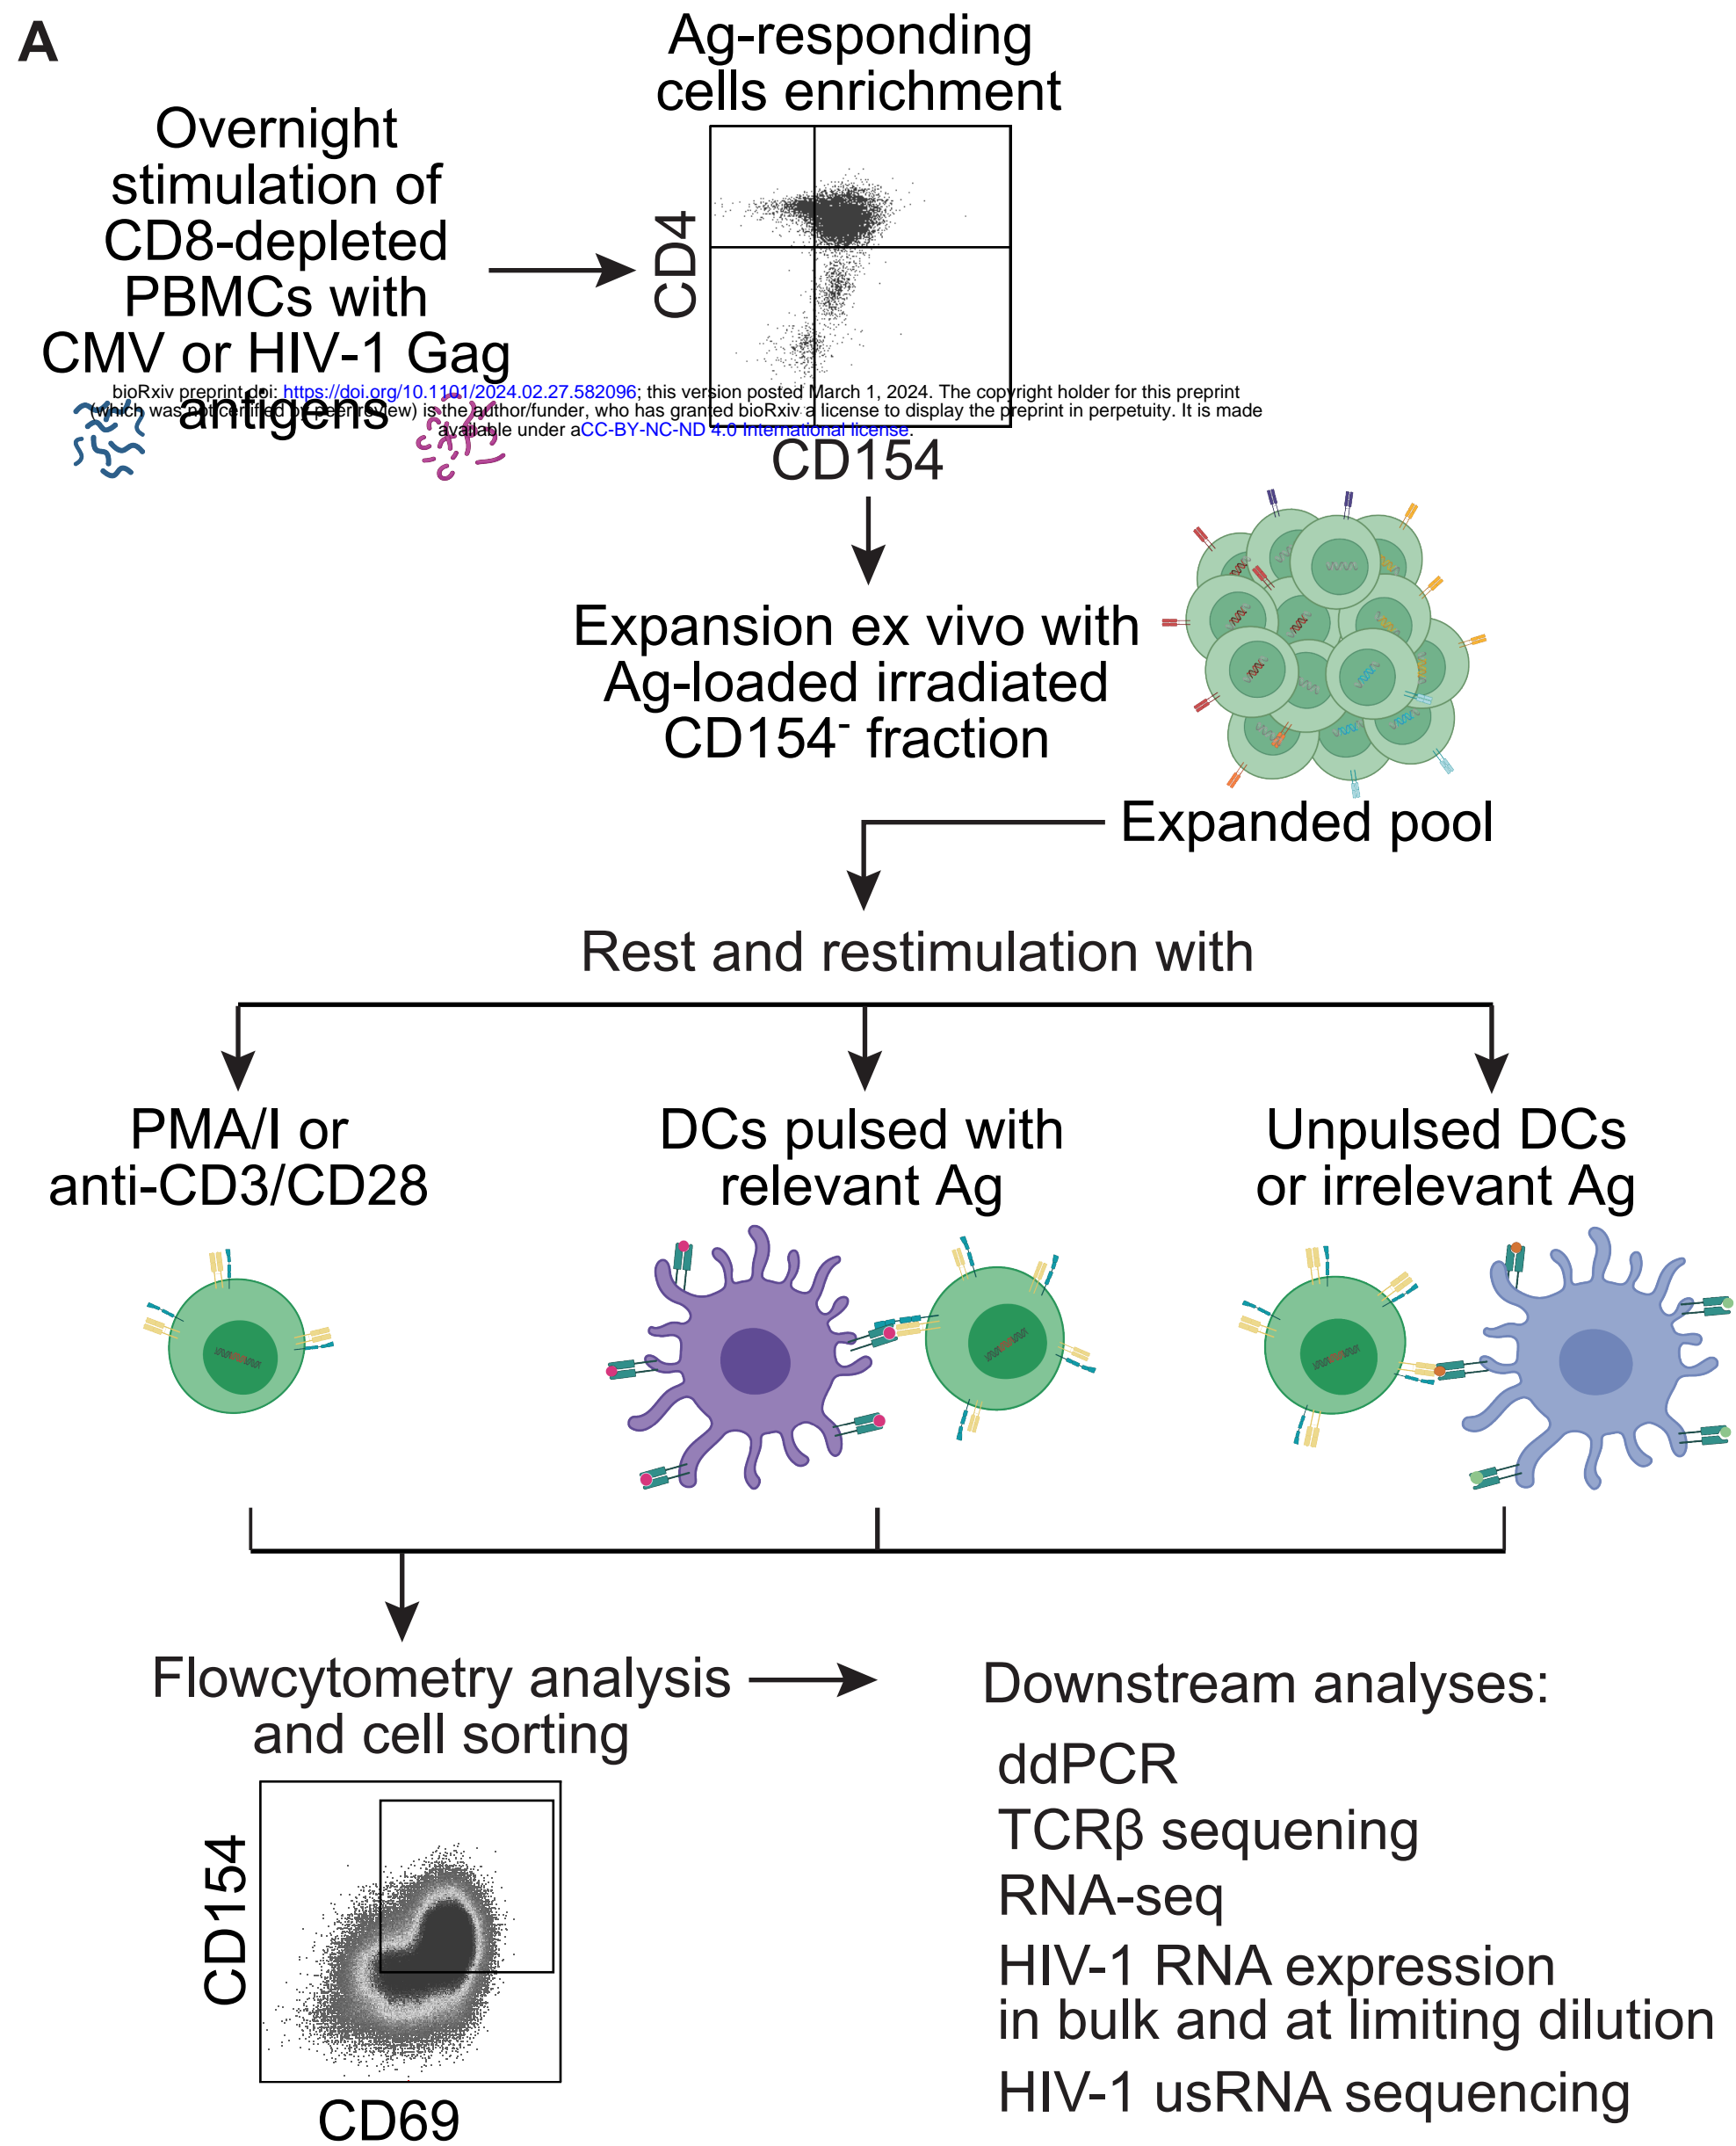 A
Ag-responding
cells enrichment
Overnight
stimulation of
CD8-depleted
PBMCs with
CMV or HIV-1 Gag
antigens
CD4
CD154
bioRxiv preprint doi: https://doi.org/10.1101/2024.02.27.582096; this version posted March 1, 2024. The copyright holder for this preprint
(which was not certified by peer review) is the author/funder, who has granted bioRxiv a license to display the preprint in perpetuity. It is made
available under aCC-BY-NC-ND 4.0 International license.
Expansion ex vivo with
Ag-loaded irradiated
CD154⁻ fraction
Expanded pool
Rest and restimulation with
PMA/I or
anti-CD3/CD28
DCs pulsed with
relevant Ag
Unpulsed DCs
or irrelevant Ag
Flowcytometry analysis
and cell sorting
CD154
CD69
Downstream analyses:
ddPCR
TCRβ sequening
RNA-seq
HIV-1 RNA expression
in bulk and at limiting dilution
HIV-1 usRNA sequencing